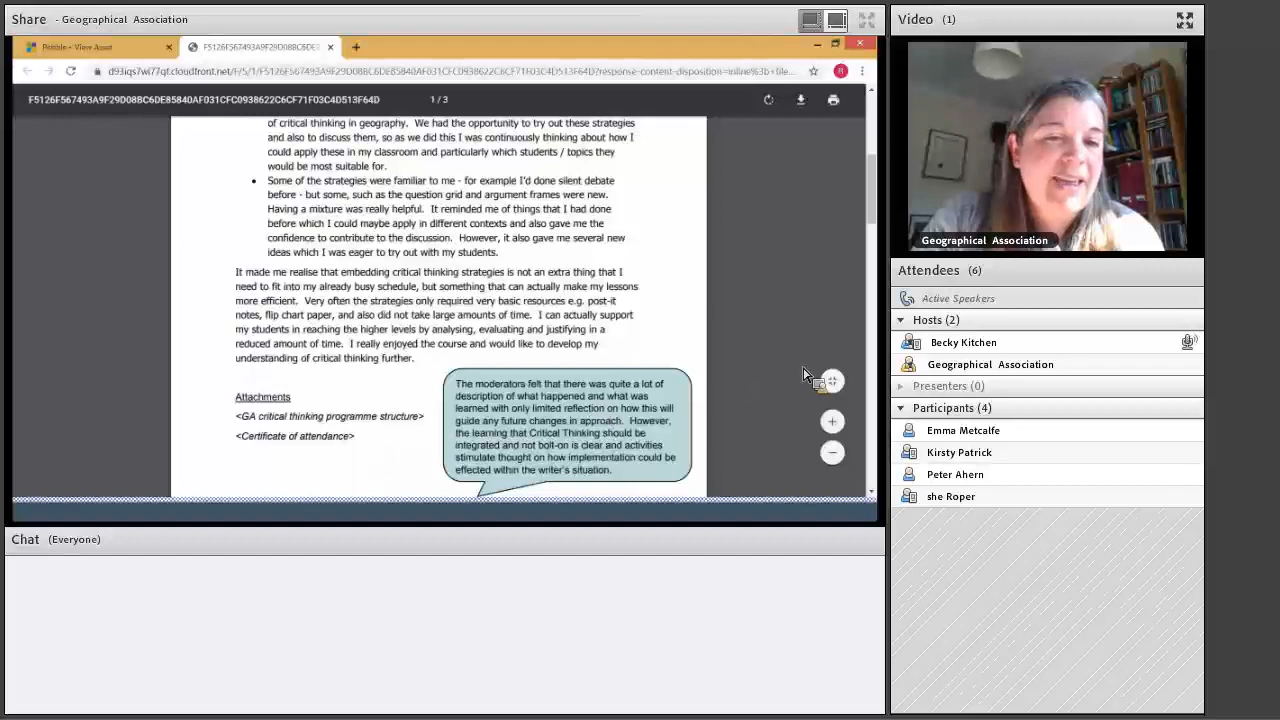 Share - Geographical Association
Pebble+ - View Asset
F5126F567493A9F29D08BC6DE
F5126F567493A9F29D08BC6DE85840AF031CFC0938622C6CF71F03C4D513F64D
1 / 3
of critical thinking in geography. We had the opportunity to try out these strategies
and also to discuss them, so as we did this I was continuously thinking about how I
could apply these in my classroom and particularly which students / topics they
would be most suitable for.
• Some of the strategies were familiar to me - for example I'd done silent debate
before - but some, such as the question grid and argument frames were new.
Having a mixture was really helpful. It reminded me of things that I had done
before which I could maybe apply in different contexts and also gave me the
confidence to contribute to the discussion. However, it also gave me several new
ideas which I was eager to try out with my students.
It made me realise that embedding critical thinking strategies is not an extra thing that I
need to fit into my already busy schedule, but something that can actually make my lessons
more efficient. Very often the strategies only required very basic resources e.g. post-it
notes, flip chart paper, and also did not take large amounts of time. I can actually support
my students in reaching the higher levels by analysing, evaluating and justifying in a
reduced amount of time. I really enjoyed the course and would like to develop my
understanding of critical thinking further.
Attachments
<GA critical thinking programme structure>
<Certificate of attendance>
The moderators felt that there was quite a lot of
description of what happened and what was
learned with only limited reflection on how this will
guide any future changes in approach. However,
the learning that Critical Thinking should be
integrated and not bolt-on is clear and activities
stimulate thought on how implementation could be
effected within the writer's situation.
Chat (Everyone)
Video (1)
Geographical Association
Attendees (6)
Active Speakers
Hosts (2)
Becky Kitchen
Geographical Association
Presenters (0)
Participants (4)
Emma Metcalfe
Kirsty Patrick
Peter Ahern
she Roper